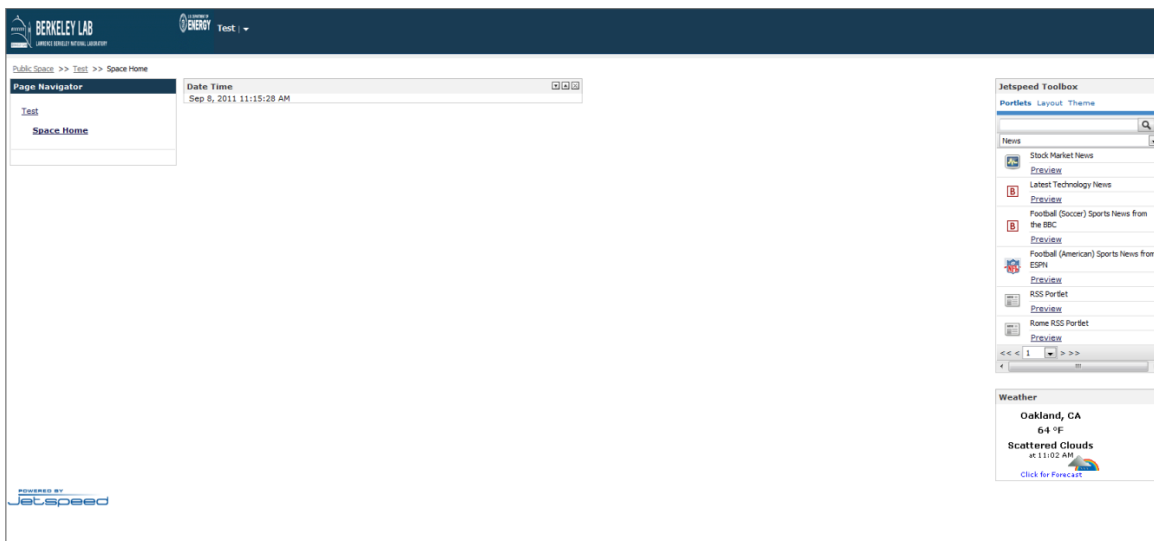 BERKELEY LAB
LAWRENCE BERKELEY NATIONAL LABORATORY
U.S. DEPARTMENT OF
ENERGY
Test | 
Public Space >> Test >> Space Home
Page Navigator
Test
Space Home
Date Time
Sep 8, 2011 11:15:28 AM
Jetspeed Toolbox
Portlets Layout Theme
News
Stock Market News
Preview
B
Latest Technology News
Preview
B
Football (Soccer) Sports News from
the BBC
Preview
NFL
Football (American) Sports News from
ESPN
Preview
RSS Portlet
Preview
Rome RSS Portlet
Preview
<< < 1 > >>
Weather
Oakland, CA
64 °F
Scattered Clouds
at 11:02 AM
Click for Forecast
POWERED BY
Jetspeed